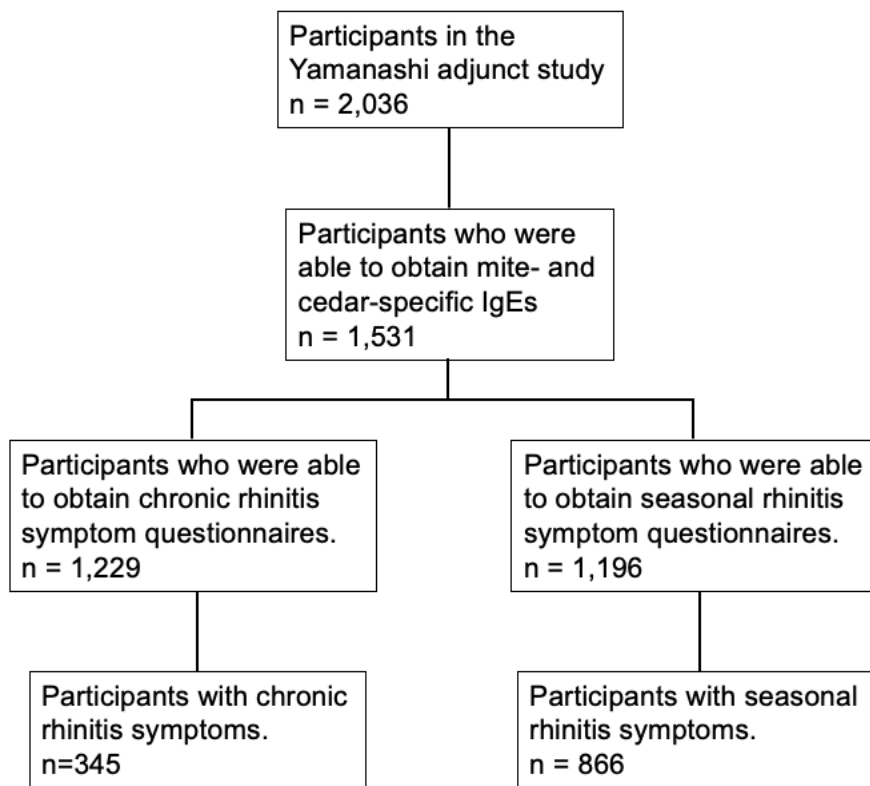 Participants in the
Yamanashi adjunct study
n = 2,036
Participants who were
able to obtain mite- and
cedar-specific IgEs
n = 1,531
Participants who were able
to obtain chronic rhinitis
symptom questionnaires.
n = 1,229
Participants who were able
to obtain seasonal rhinitis
symptom questionnaires.
n = 1,196
Participants with chronic
rhinitis symptoms.
n=345
Participants with seasonal
rhinitis symptoms.
n = 866